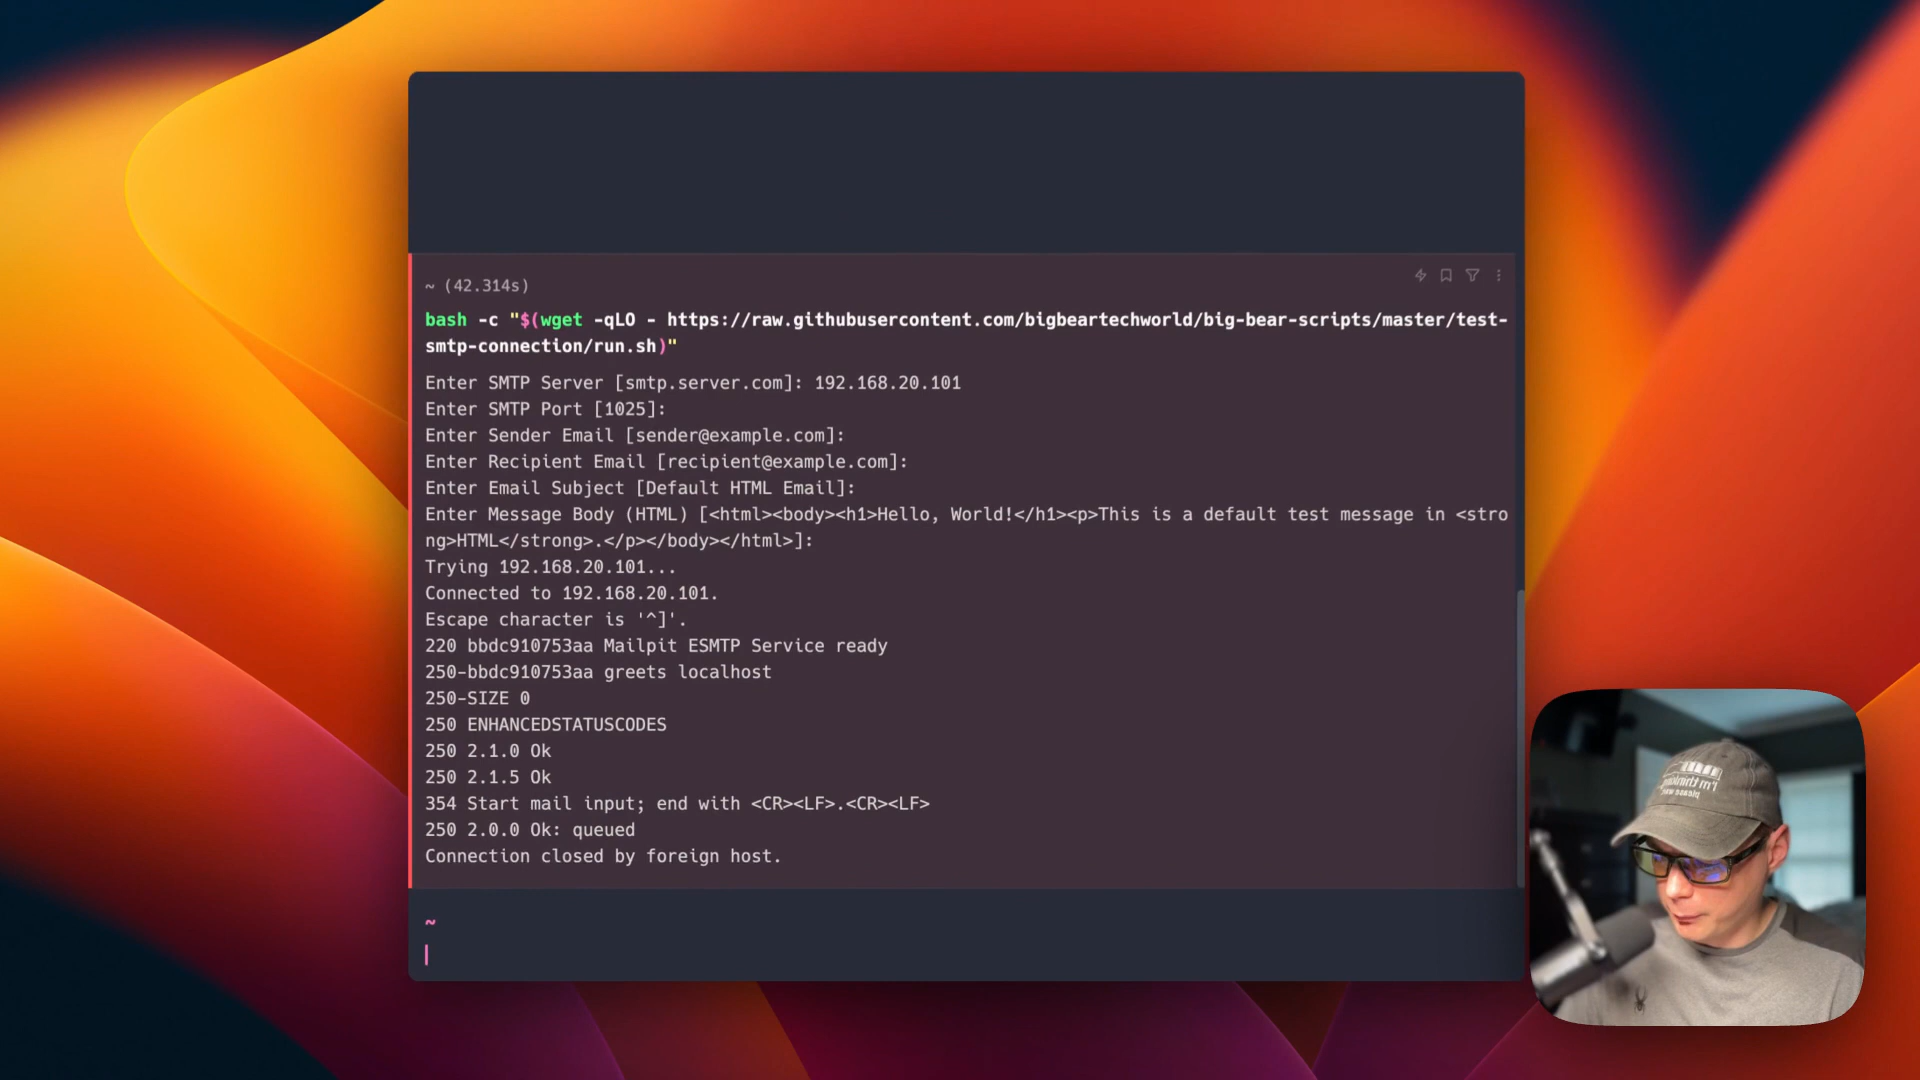 ~ (42.314s)
bash -c "$(wget -qLO - https://raw.githubusercontent.com/bigbeartechworld/big-bear-scripts/master/test-
smtp-connection/run.sh)"
Enter SMTP Server [smtp.server.com]: 192.168.20.101
Enter SMTP Port [1025]:
Enter Sender Email [sender@example.com]:
Enter Recipient Email [recipient@example.com]:
Enter Email Subject [Default HTML Email]:
Enter Message Body (HTML) [<html><body><h1>Hello, World!</h1><p>This is a default test message in <stro
ng>HTML</strong>.</p></body></html>]:
Trying 192.168.20.101...
Connected to 192.168.20.101.
Escape character is '^]'.
220 bbdc910753aa Mailpit ESMTP Service ready
250-bbdc910753aa greets localhost
250-SIZE 0
250 ENHANCEDSTATUSCODES
250 2.1.0 Ok
250 2.1.5 Ok
354 Start mail input; end with <CR><LF>.<CR><LF>
250 2.0.0 Ok: queued
Connection closed by foreign host.
~
I'm thinking
please wait